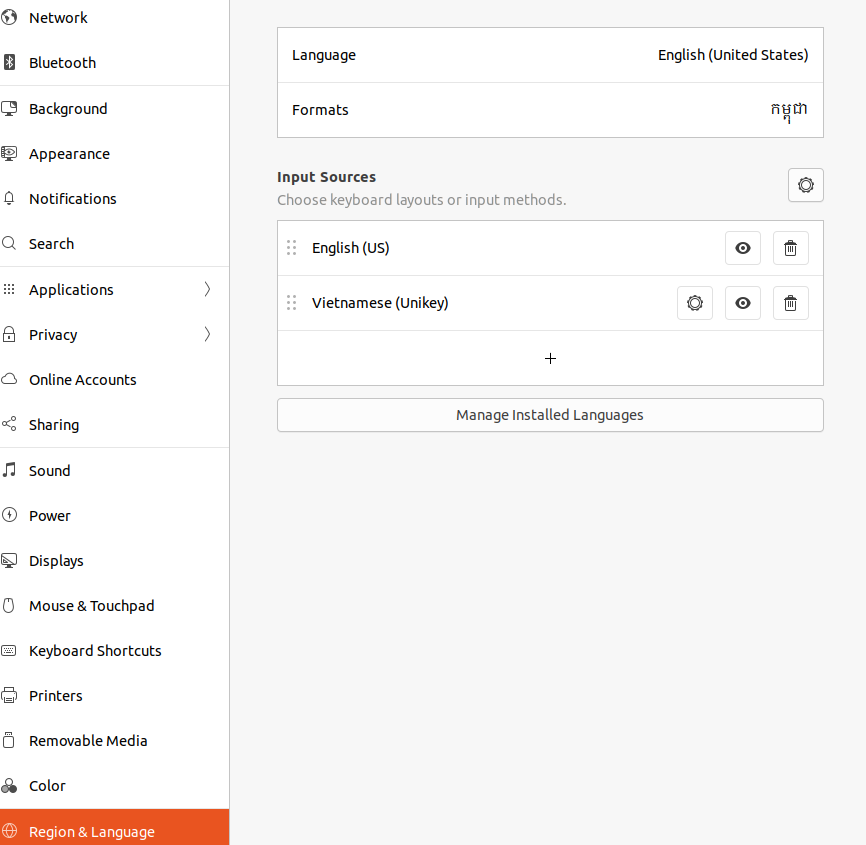 Network
Bluetooth
Background
Appearance
Notifications
Search
Applications
Privacy
Online Accounts
Sharing
Sound
Power
Displays
Mouse & Touchpad
Keyboard Shortcuts
Printers
Removable Media
Color
Region & Language
Language English (United States)
Formats កម្ពុជា
Input Sources
Choose keyboard layouts or input methods.
English (US)
Vietnamese (Unikey)
Manage Installed Languages